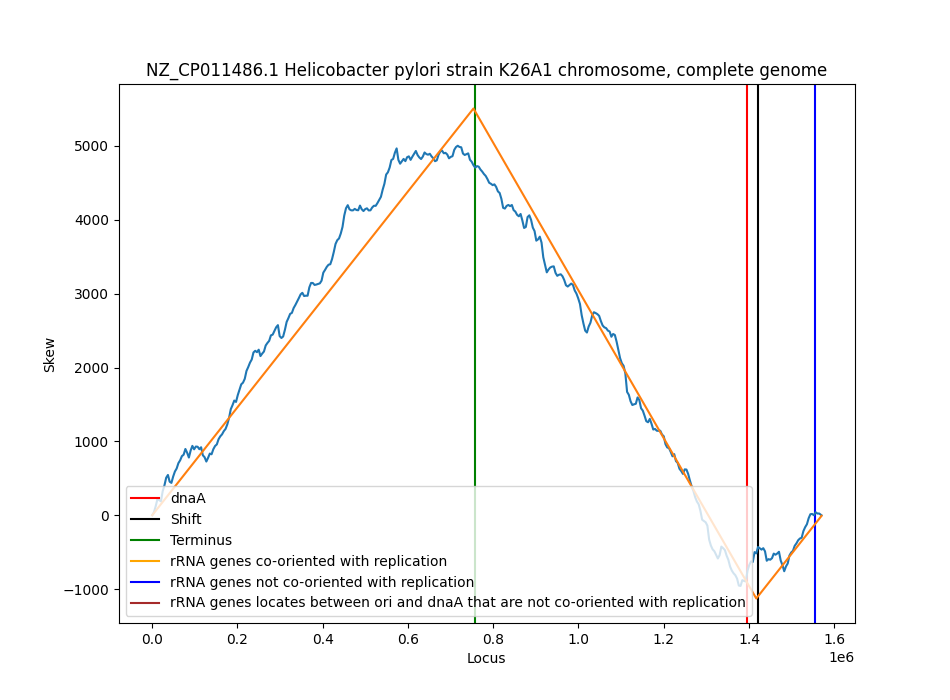 NZ_CP011486.1 Helicobacter pylori strain K26A1 chromosome, complete genome
Skew
5000
4000
3000
2000
1000
0
−1000
dnaA
Shift
Terminus
rRNA genes co-oriented with replication
rRNA genes not co-oriented with replication
rRNA genes locates between ori and dnaA that are not co-oriented with replication
0.0 0.2 0.4 0.6 0.8 1.0 1.2 1.4 1.6
1e6
Locus